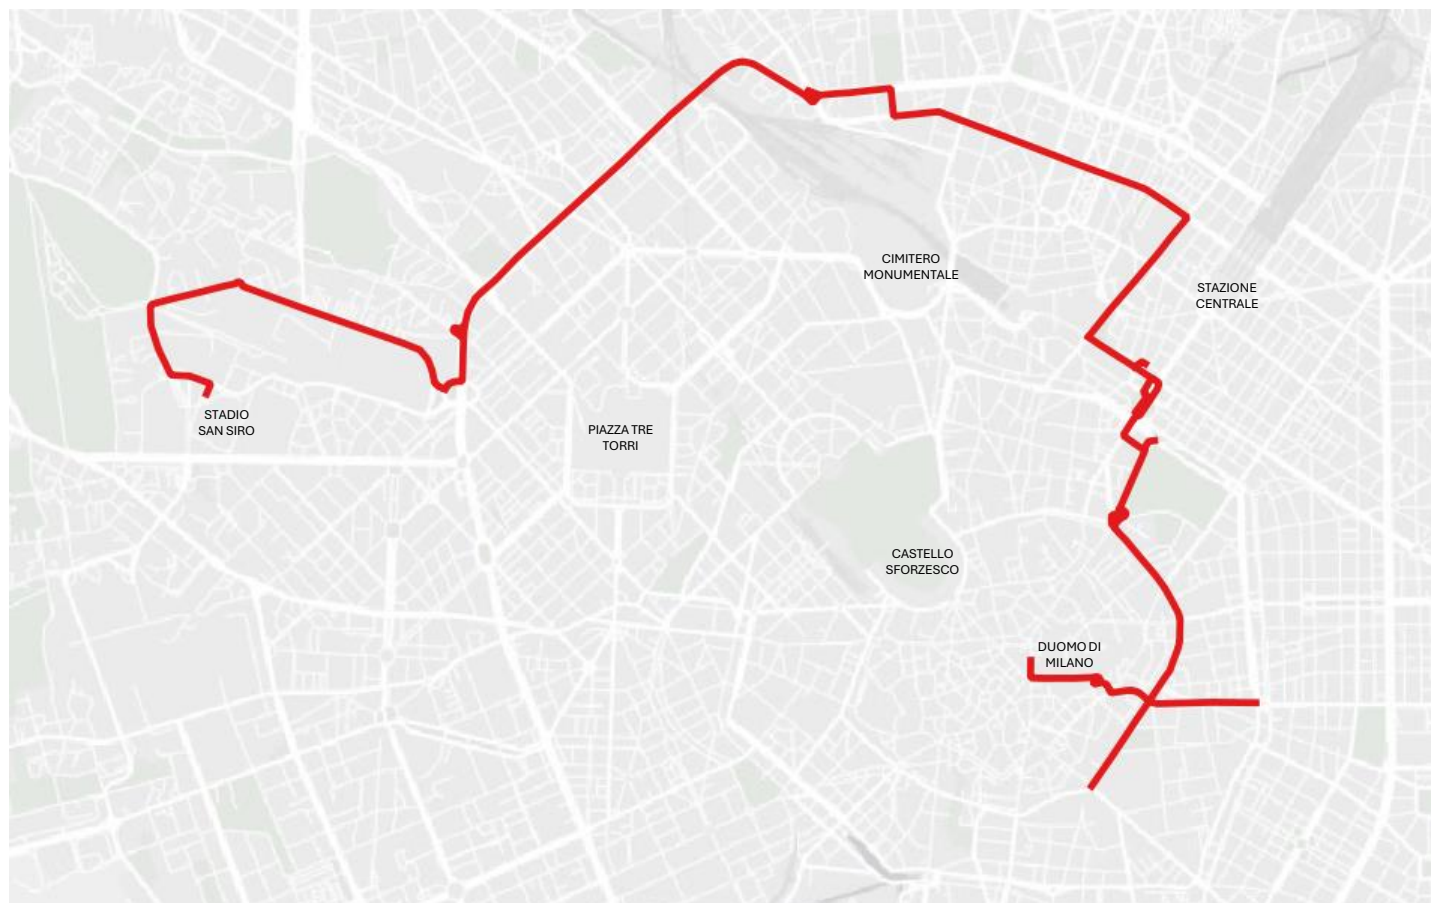 CIMITERO
MONUMENTALE
STAZIONE
CENTRALE
STADIO
SAN SIRO
PIAZZA TRE
TORRI
CASTELLO
SFORZESCO
DUOMO DI
MILANO